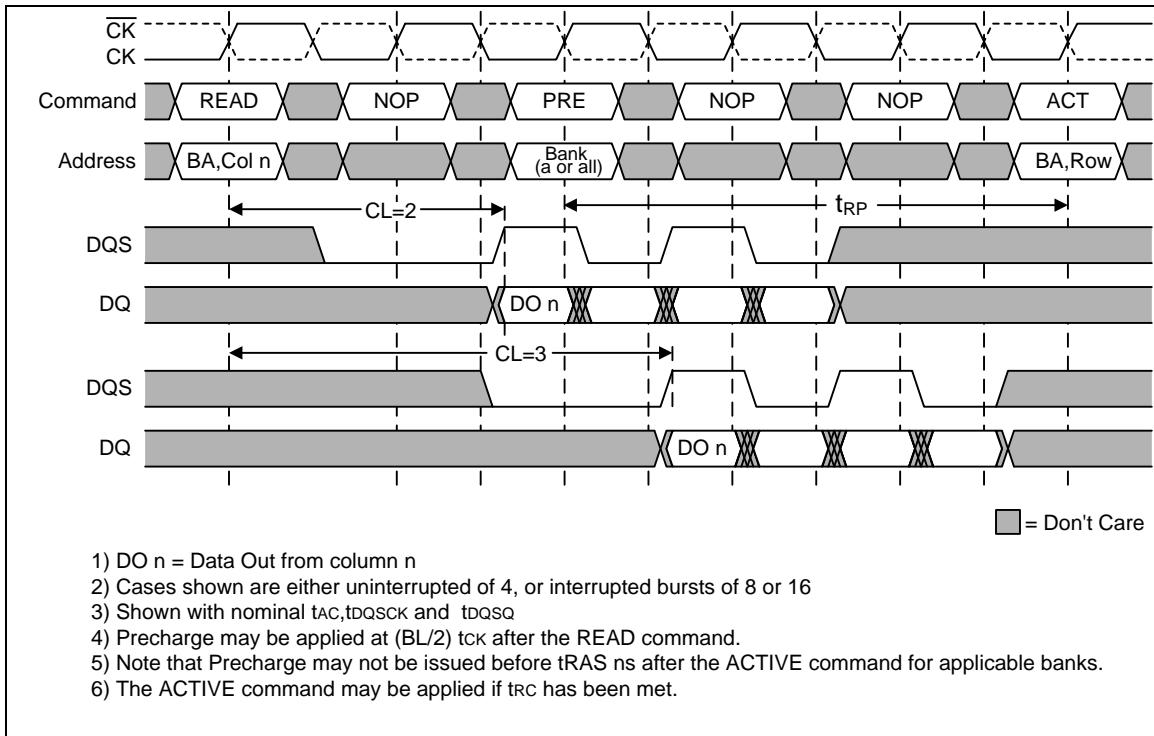 CK
CK
Command READ NOP PRE NOP NOP ACT
Address BA,Col n Bank (a or all) BA,Row
CL=2 tRP
DQS
DQ DO n
CL=3
DQS
DQ DO n
= Don't Care
1) DO n = Data Out from column n
2) Cases shown are either uninterrupted of 4, or interrupted bursts of 8 or 16
3) Shown with nominal tAC,tDQSCK and tDQSQ
4) Precharge may be applied at (BL/2) tCK after the READ command.
5) Note that Precharge may not be issued before tRAS ns after the ACTIVE command for applicable banks.
6) The ACTIVE command may be applied if tRC has been met.